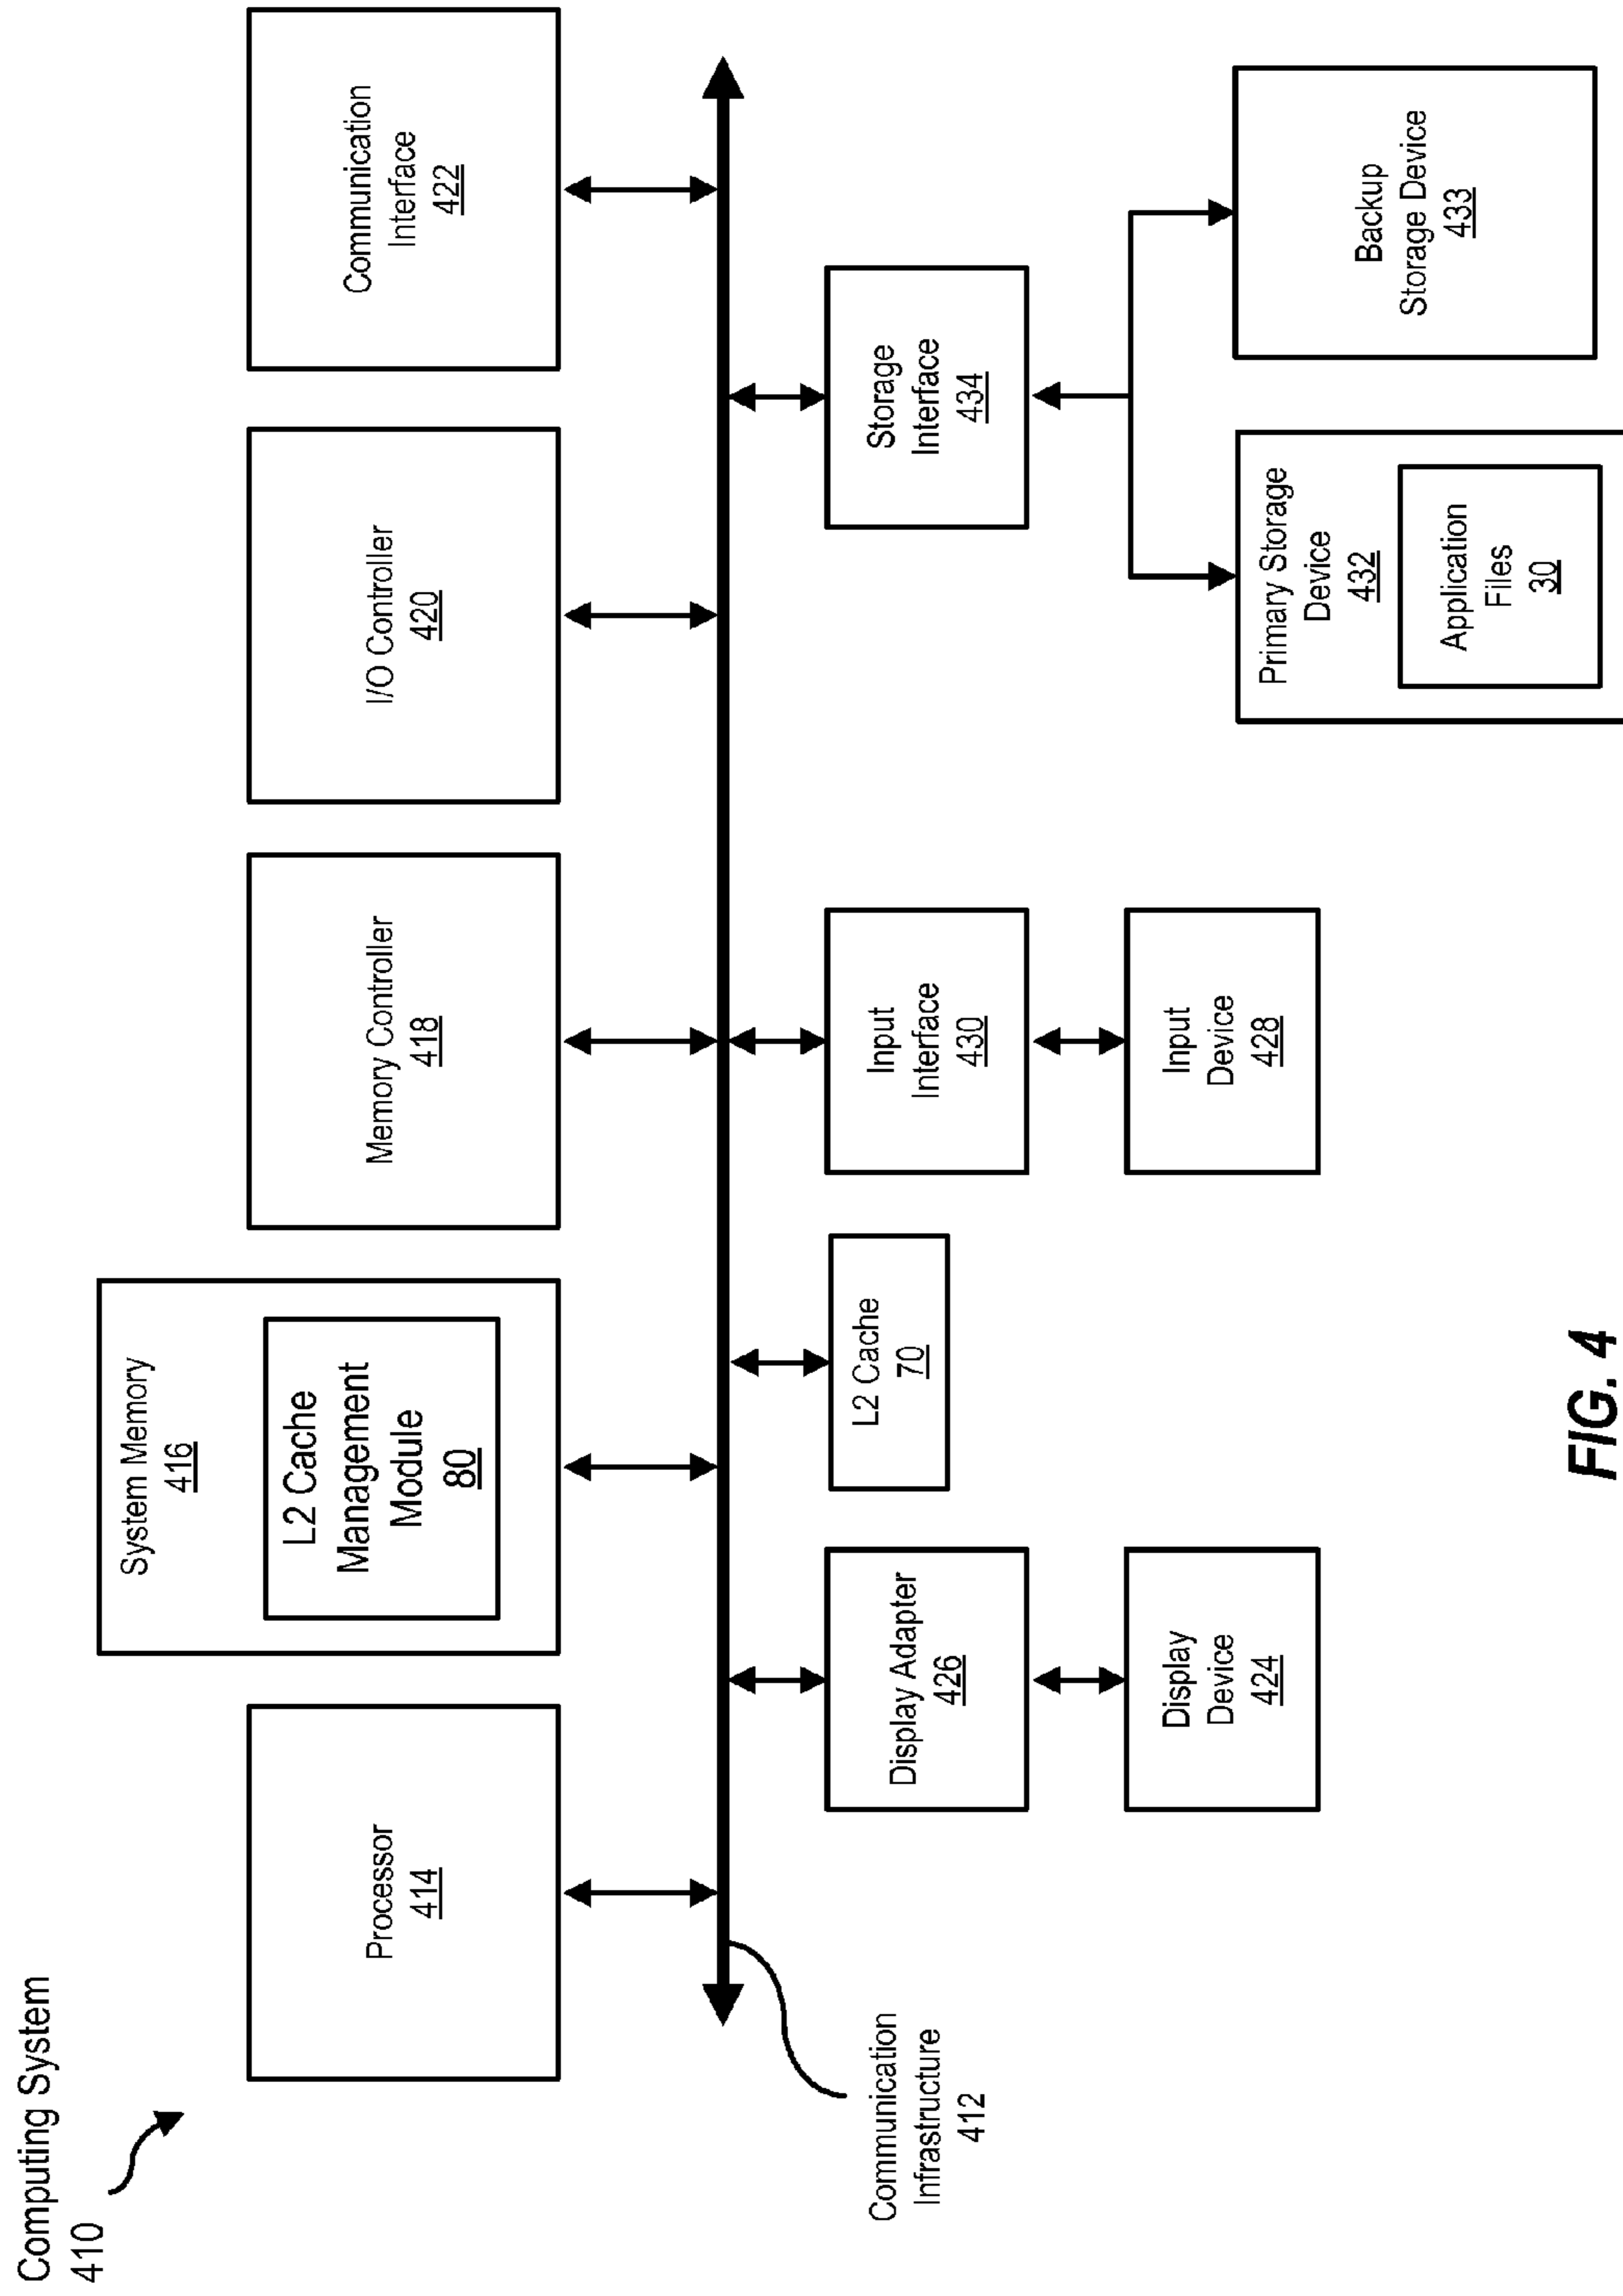 Computing System
410
Processor
414
System Memory
416
L2 Cache
Management
Module
80
Memory Controller
418
I/O Controller
420
Communication
Interface
422
Communication
Infrastructure
412
Display Adapter
426
L2 Cache
70
Input
Interface
430
Storage
Interface
434
Display
Device
424
Input
Device
428
Primary Storage
Device
432
Application
Files
30
Backup
Storage Device
433
FIG. 4